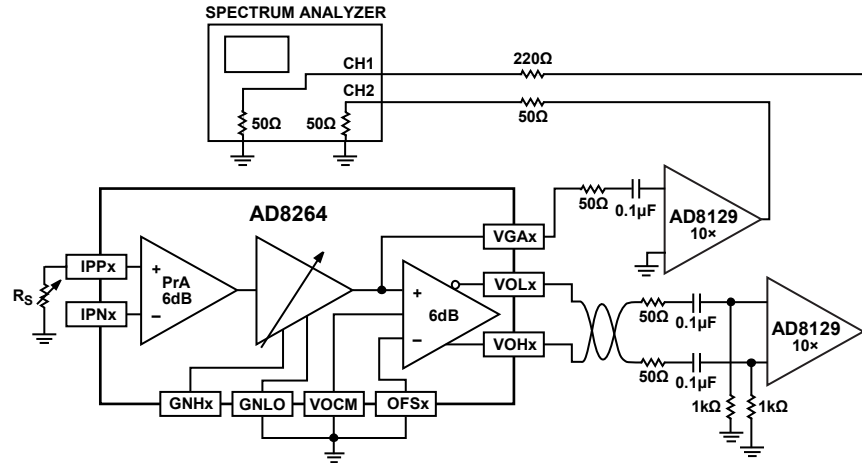 SPECTRUM ANALYZER
CH1
CH2
50Ω
50Ω
220Ω
50Ω
AD8264
VGAx
50Ω
0.1µF
AD8129
10×
RS
IPPx
IPNx
+
PrA
6dB
–
+
6dB
–
VOLx
VOHx
50Ω
0.1µF
50Ω
0.1µF
AD8129
10×
1kΩ
1kΩ
GNHx
GNLO
VOCM
OFSx